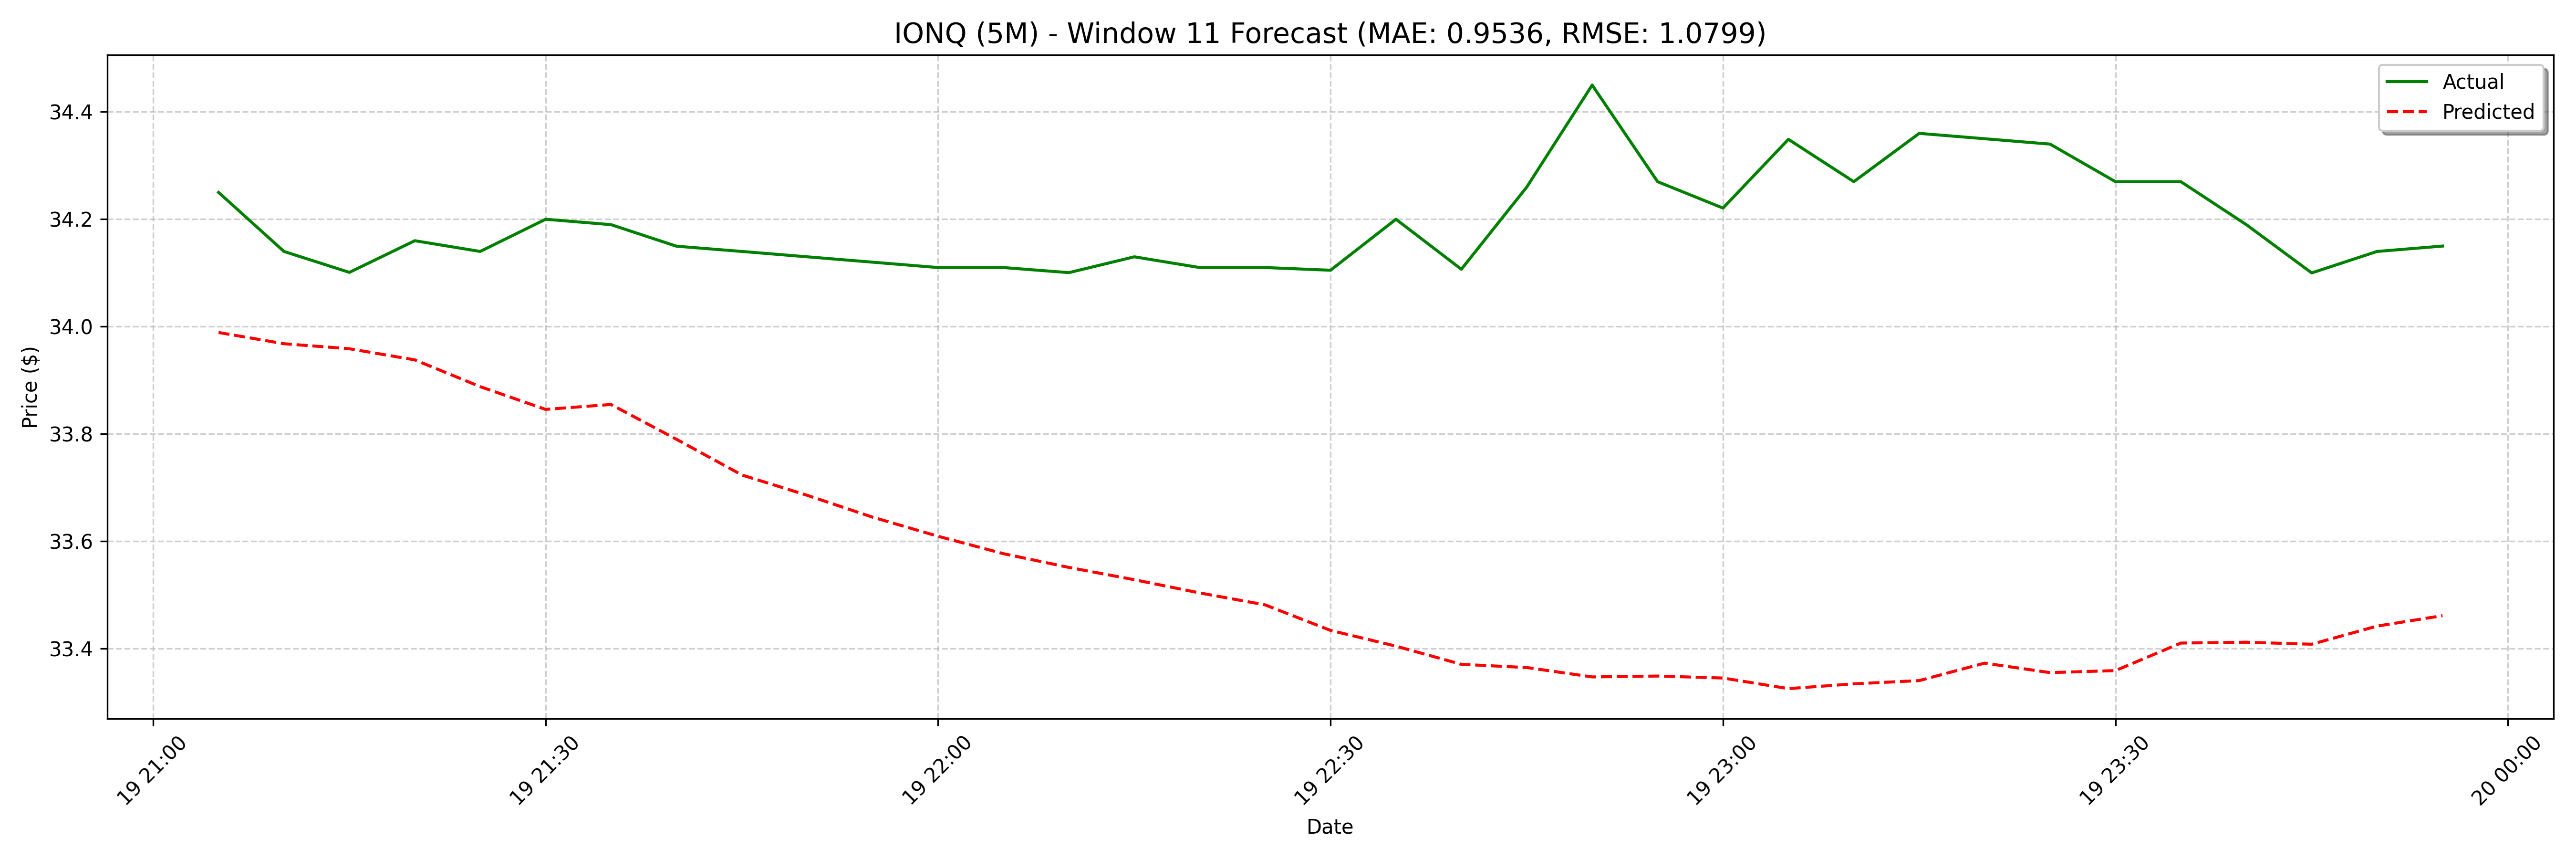 IONQ (5M) - Window 11 Forecast (MAE: 0.9536, RMSE: 1.0799)
Actual
Predicted
Price ($)
34.4
34.2
34.0
33.8
33.6
33.4
19 21:00
19 21:30
19 22:00
19 22:30
19 23:00
19 23:30
20 00:00
Date